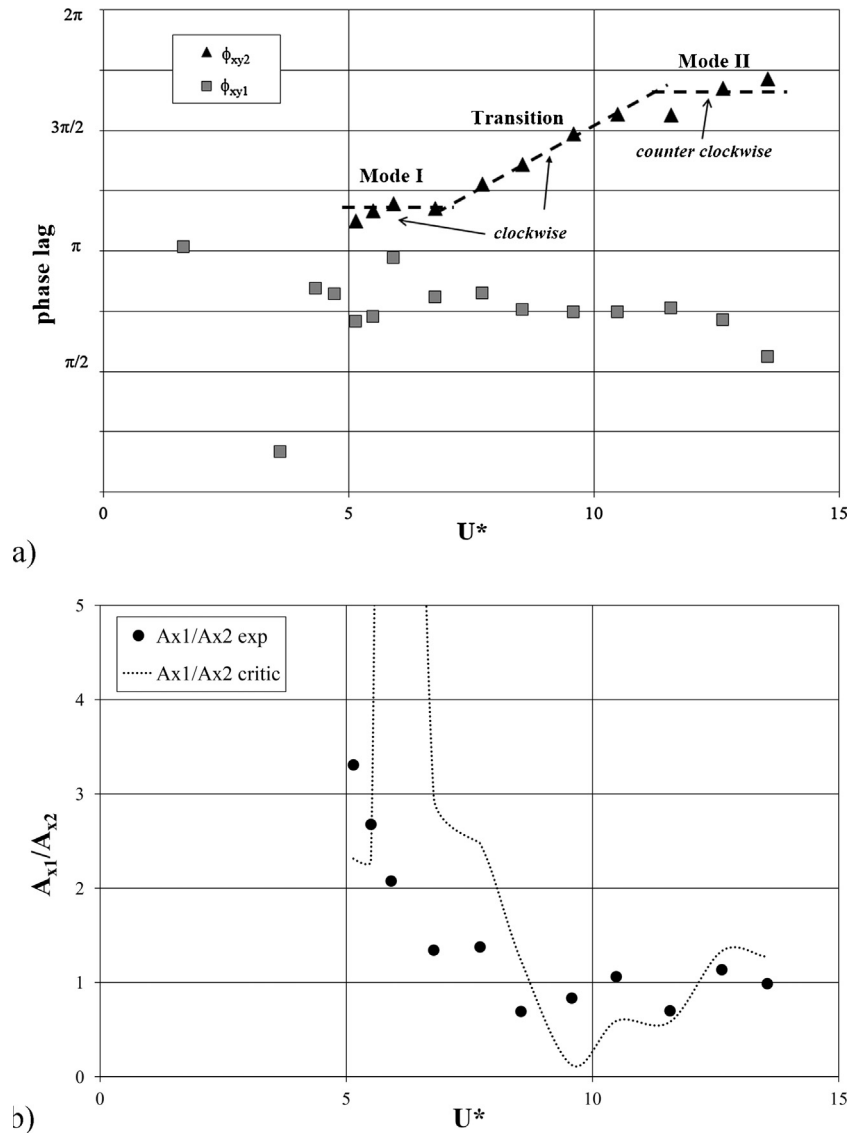 2π
ϕxy2
ϕxy1
Mode II
Transition
3π/2
counter clockwise
Mode I
clockwise
π
phase lag
π/2
0
5
10
15
U*
a)
5
Ax1/Ax2 exp
Ax1/Ax2 critic
4
3
Ax1/Ax2
2
1
0
0
5
10
15
U*
b)